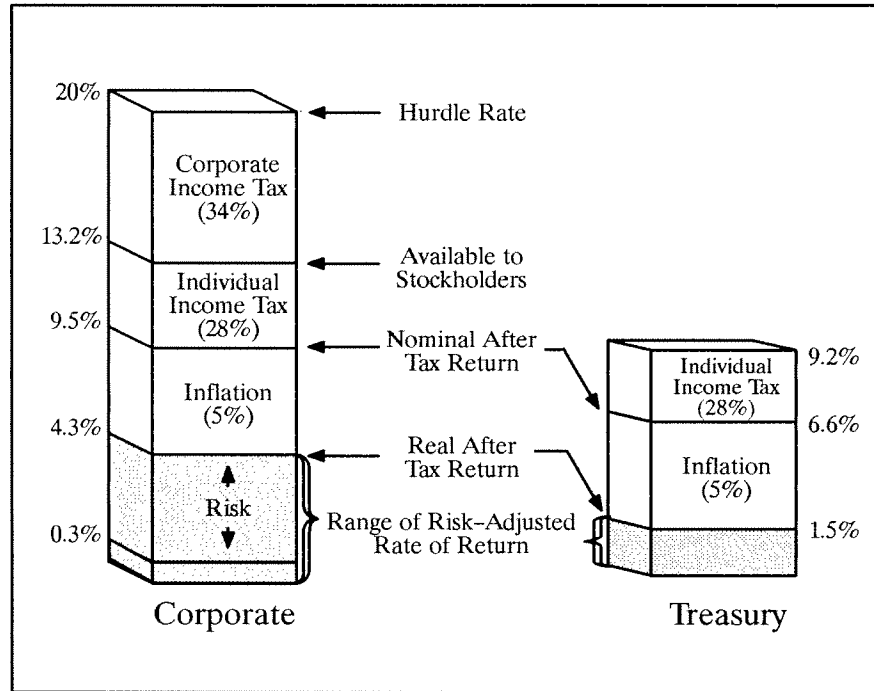 20%
Hurdle Rate
Corporate
Income Tax
(34%)
13.2%
Available to
Stockholders
Individual
Income Tax
(28%)
9.5%
Nominal After
Tax Return
9.2%
Individual
Income Tax
(28%)
6.6%
Inflation
(5%)
4.3%
Real After
Tax Return
Inflation
(5%)
Risk
Range of Risk–Adjusted
Rate of Return
0.3%
1.5%
Corporate
Treasury